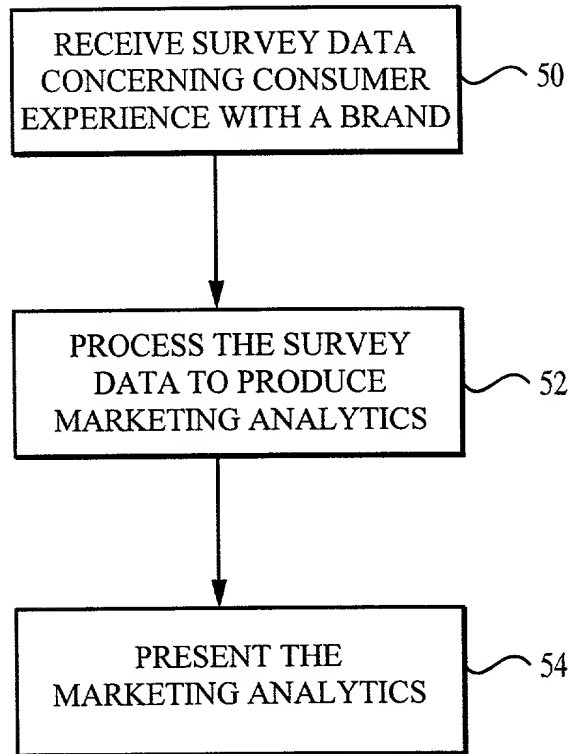 RECEIVE SURVEY DATA
CONCERNING CONSUMER
EXPERIENCE WITH A BRAND
50
PROCESS THE SURVEY
DATA TO PRODUCE
MARKETING ANALYTICS
52
PRESENT THE
MARKETING ANALYTICS
54